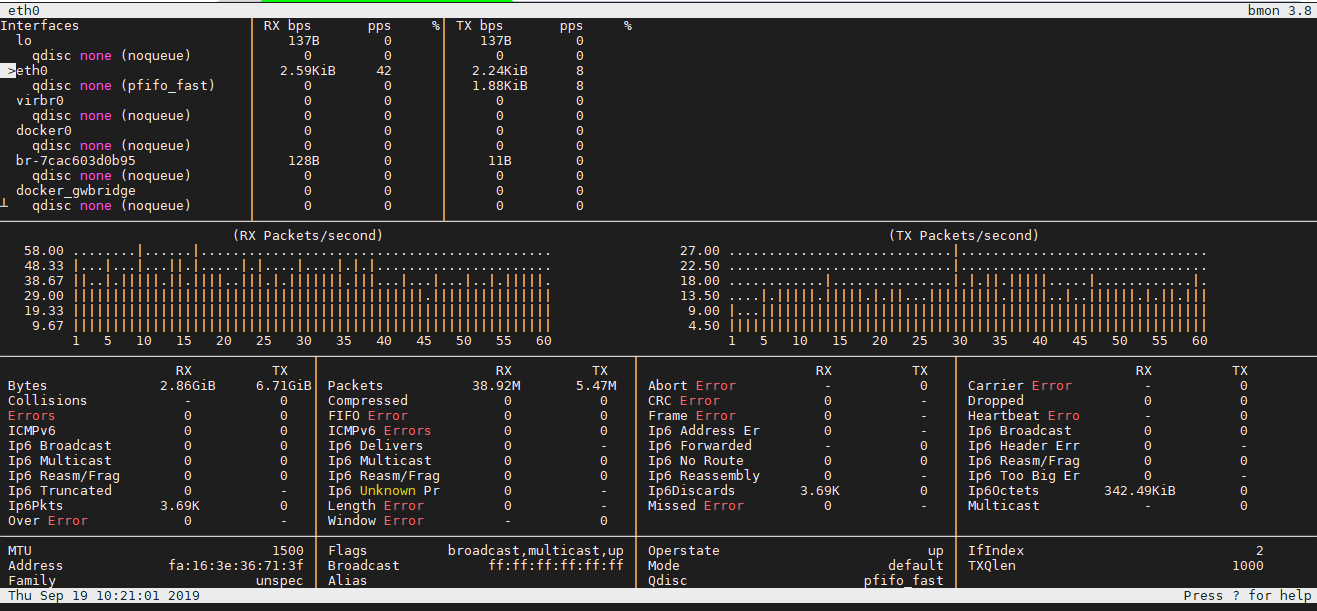 eth0 bmon 3.8
Interfaces │ RX bps pps %│ TX bps pps %
lo │ 137B 0 │ 137B 0
qdisc none (noqueue) │ 0 0 │ 0 0
>eth0 │ 2.59KiB 42 │ 2.24KiB 8
qdisc none (pfifo_fast) │ 0 0 │ 1.88KiB 8
virbr0 │ 0 0 │ 0 0
qdisc none (noqueue) │ 0 0 │ 0 0
docker0 │ 0 0 │ 0 0
qdisc none (noqueue) │ 0 0 │ 0 0
br-7cac603d0b95 │ 128B 0 │ 11B 0
qdisc none (noqueue) │ 0 0 │ 0 0
docker_gwbridge │ 0 0 │ 0 0
qdisc none (noqueue) │ 0 0 │ 0 0
(RX Packets/second) (TX Packets/second)
58.00 27.00
48.33 22.50
38.67 18.00
29.00 13.50
19.33 9.00
9.67 4.50
1 5 10 15 20 25 30 35 40 45 50 55 60 1 5 10 15 20 25 30 35 40 45 50 55 60
RX TX │ RX TX │ RX TX │ RX TX
Bytes 2.86GiB 6.71GiB│ Packets 38.92M 5.47M │ Abort Error - 0 │ Carrier Error - 0
Collisions - 0 │ Compressed 0 0 │ CRC Error 0 - │ Dropped 0 0
Errors 0 0 │ FIFO Error 0 0 │ Frame Error 0 - │ Heartbeat Erro - 0
ICMPv6 0 0 │ ICMPv6 Errors 0 0 │ Ip6 Address Er 0 - │ Ip6 Broadcast 0 0
Ip6 Broadcast 0 0 │ Ip6 Delivers 0 - │ Ip6 Forwarded - 0 │ Ip6 Header Err 0 -
Ip6 Multicast 0 0 │ Ip6 Multicast 0 0 │ Ip6 No Route 0 0 │ Ip6 Reasm/Frag 0 0
Ip6 Reasm/Frag 0 0 │ Ip6 Reasm/Frag 0 0 │ Ip6 Reassembly 0 - │ Ip6 Too Big Er 0 -
Ip6 Truncated 0 - │ Ip6 Unknown Pr 0 - │ Ip6Discards 3.69K 0 │ Ip6Octets 342.49KiB 0
Ip6Pkts 3.69K 0 │ Length Error 0 - │ Missed Error 0 - │ Multicast - 0
Over Error 0 - │ Window Error - 0 │ │
MTU 1500 │ Flags broadcast,multicast,up │ Operstate up │ IfIndex 2
Address fa:16:3e:36:71:3f │ Broadcast ff:ff:ff:ff:ff:ff │ Mode default │ TXQlen 1000
Family unspec │ Alias │ Qdisc pfifo_fast │
Thu Sep 19 10:21:01 2019 Press ? for help